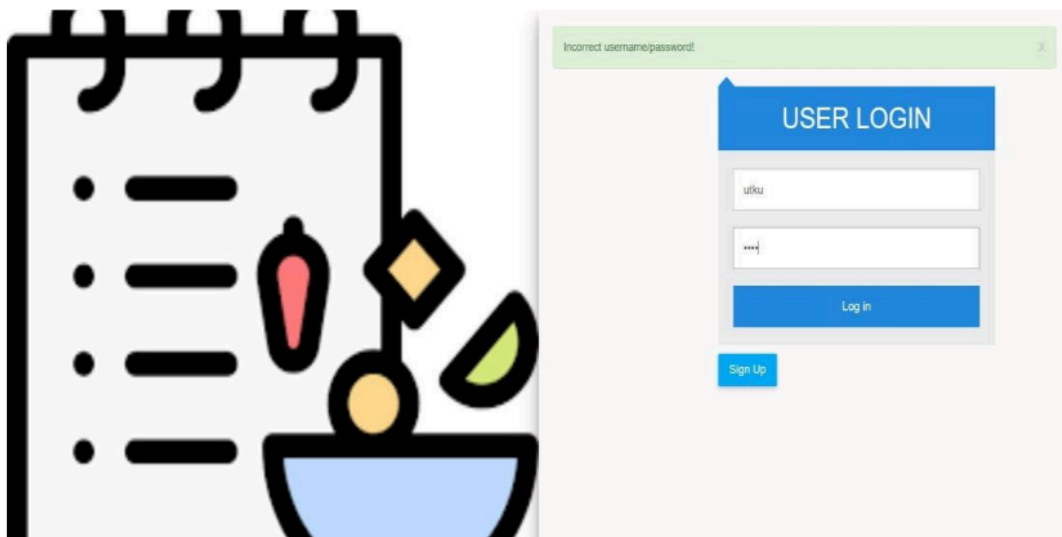 Incorrect username/password!
X
USER LOGIN
utku
••••
Log in
Sign Up